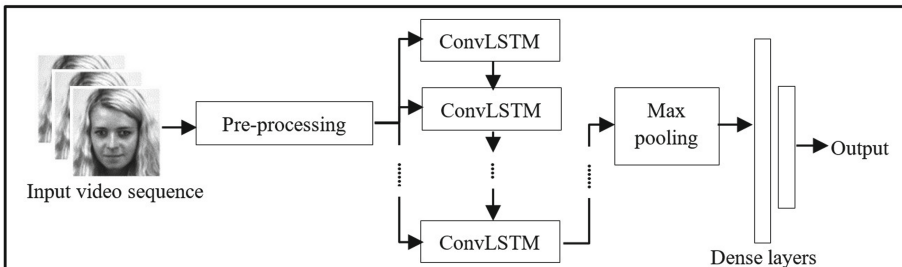 Input video sequence
Pre-processing
ConvLSTM
ConvLSTM
ConvLSTM
Max
pooling
Dense layers
Output